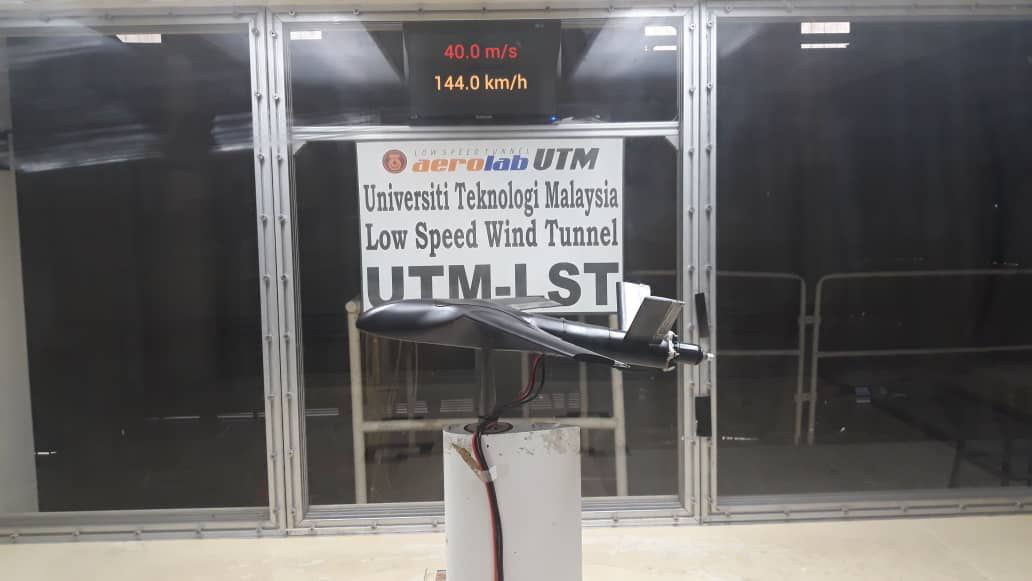 40.0 m/s
144.0 km/h
LOW SPEED TUNNEL
aerolab UTM
Universiti Teknologi Malaysia
Low Speed Wind Tunnel
UTM-LST